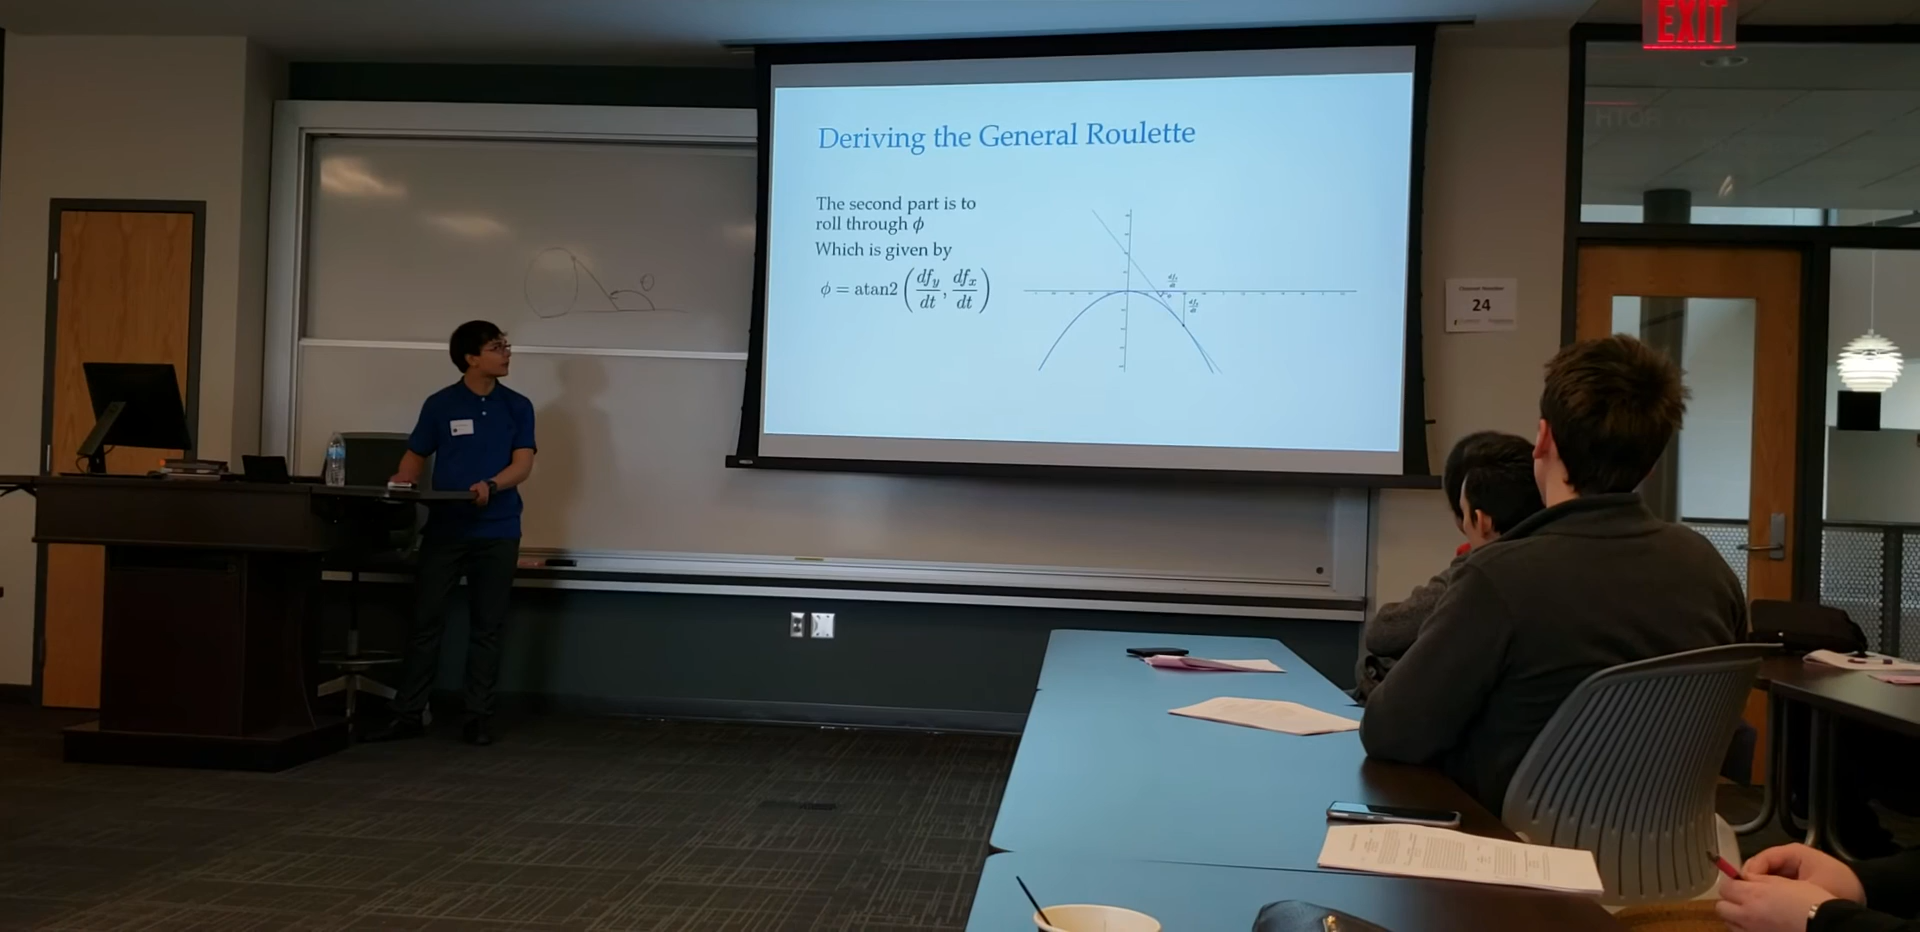 EXIT
Deriving the General Roulette
The second part is to
roll through ϕ
Which is given by
ϕ = atan2 (df_y/dt, df_x/dt)
θ
24